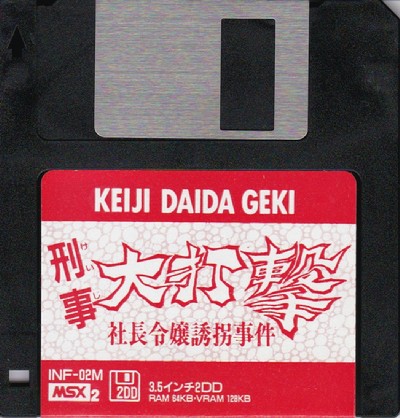 KEIJI DAIDA GEKI
刑事
けいじ
大打撃
社長令嬢誘拐事件
INF-02M
MSX2
2DD
3.5インチ2DD
RAM 64KB・VRAM 128KB